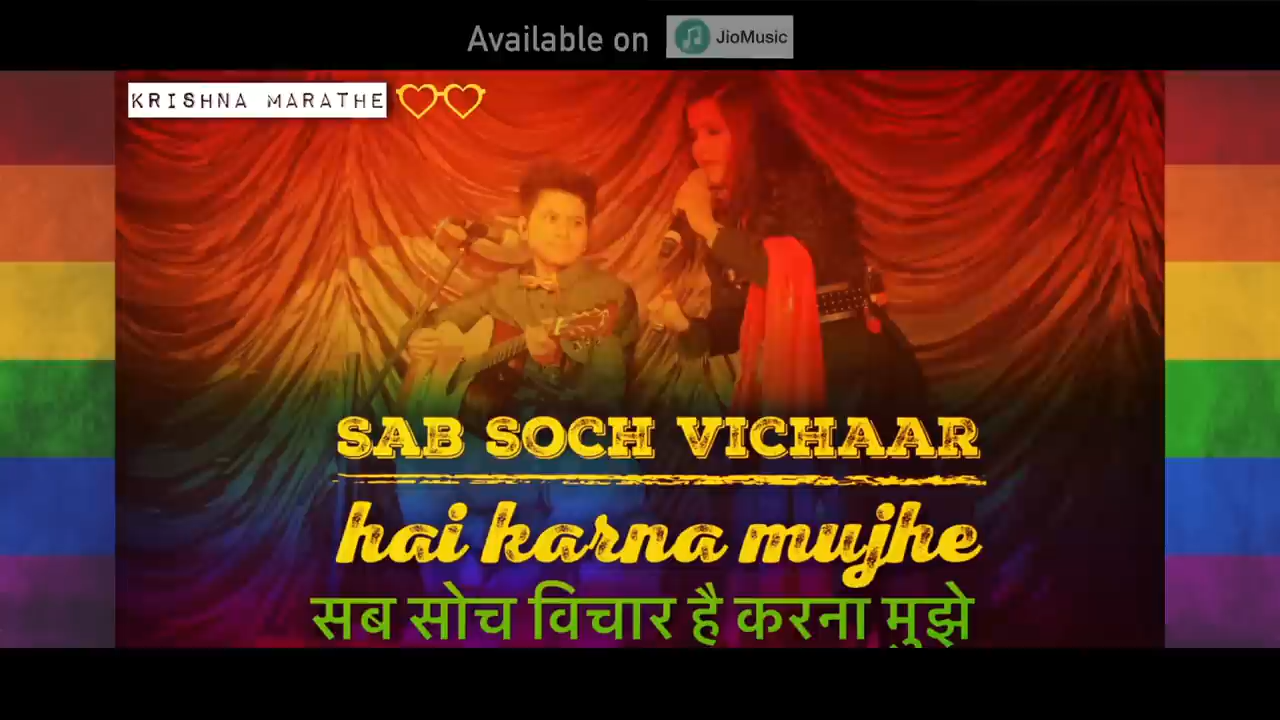 Available on JioMusic
KRISHNA MARATHE
SAB SOCH VICHAAR
hai karna mujhe
सब सोच विचार है करना मुझे